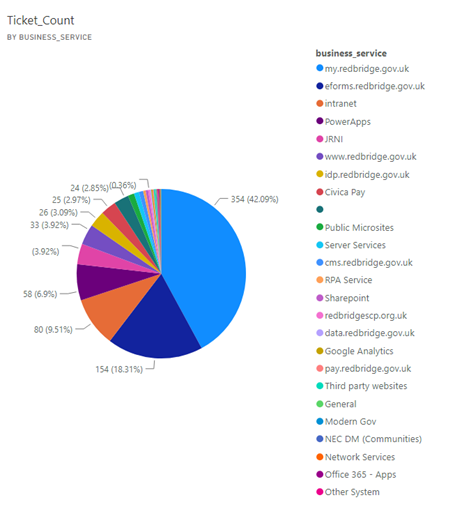 Ticket_Count
BY BUSINESS_SERVICE
business_service
my.redbridge.gov.uk
eforms.redbridge.gov.uk
intranet
PowerApps
JRNI
www.redbridge.gov.uk
idp.redbridge.gov.uk
Civica Pay
Public Microsites
Server Services
cms.redbridge.gov.uk
RPA Service
Sharepoint
redbridgescp.org.uk
data.redbridge.gov.uk
Google Analytics
pay.redbridge.gov.uk
Third party websites
General
Modern Gov
NEC DM (Communities)
Network Services
Office 365 - Apps
Other System
354 (42.09%)
154 (18.31%)
80 (9.51%)
58 (6.9%)
(3.92%)
33 (3.92%)
26 (3.09%)
25 (2.97%)
24 (2.85%)
(0.36%)